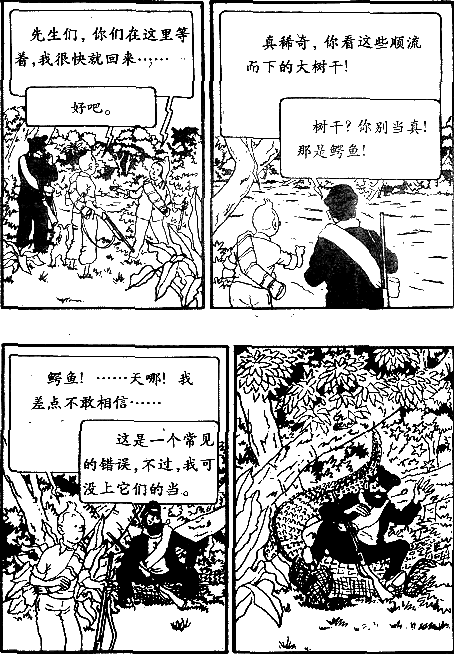 先生们，你们在这里等
着，我很快就回来……
好吧。
真稀奇，你看这些顺流
而下的大树干！
树干？你别当真！
那是鳄鱼！
鳄鱼！……天哪！我
差点不敢相信……
这是一个常见
的错误，不过，我可
没上它们的当。